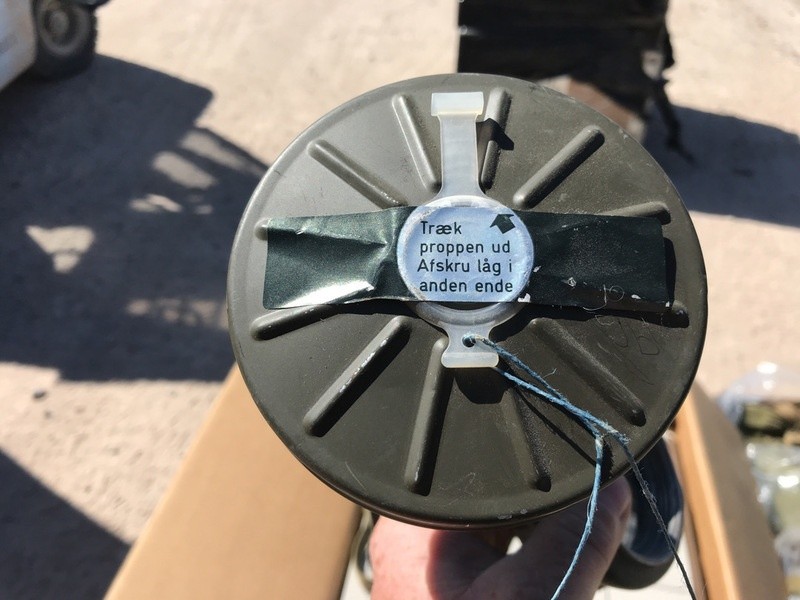 Træk
proppen ud
Afskru låg i
anden ende